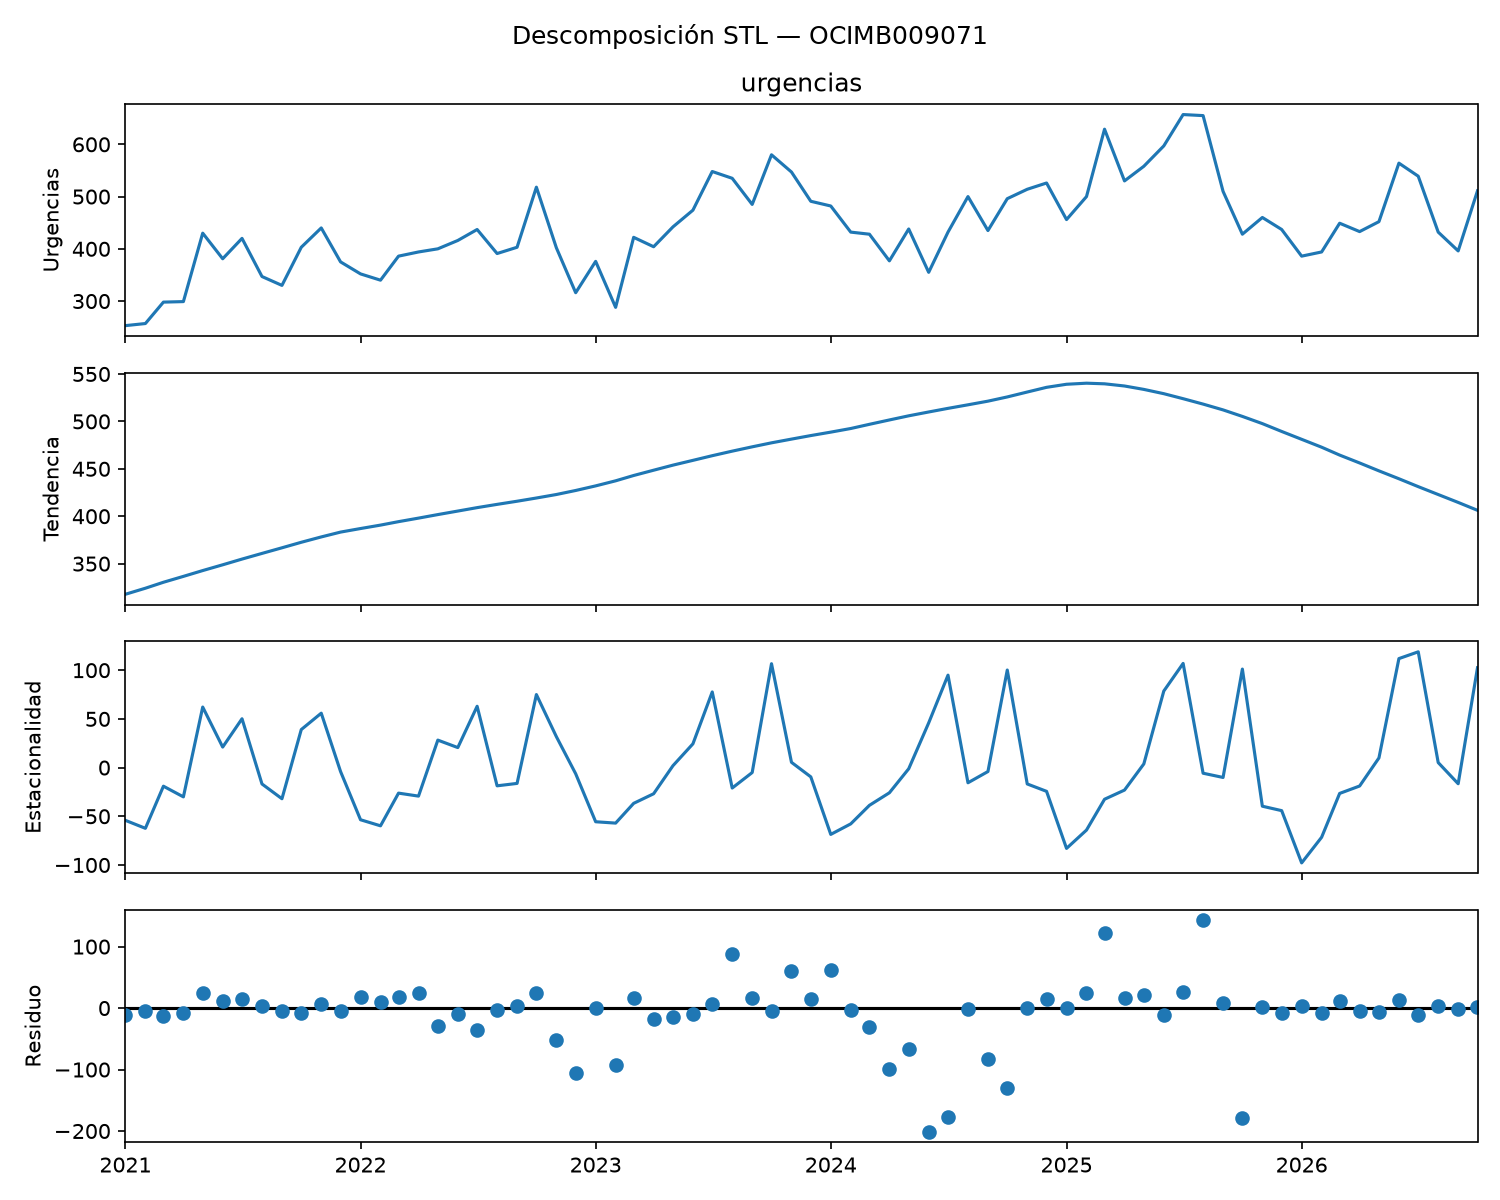 Descomposición STL — OCIMB009071
urgencias
Urgencias
600
500
400
300
Tendencia
550
500
450
400
350
Estacionalidad
100
50
0
−50
−100
Residuo
100
0
−100
−200
2021 2022 2023 2024 2025 2026